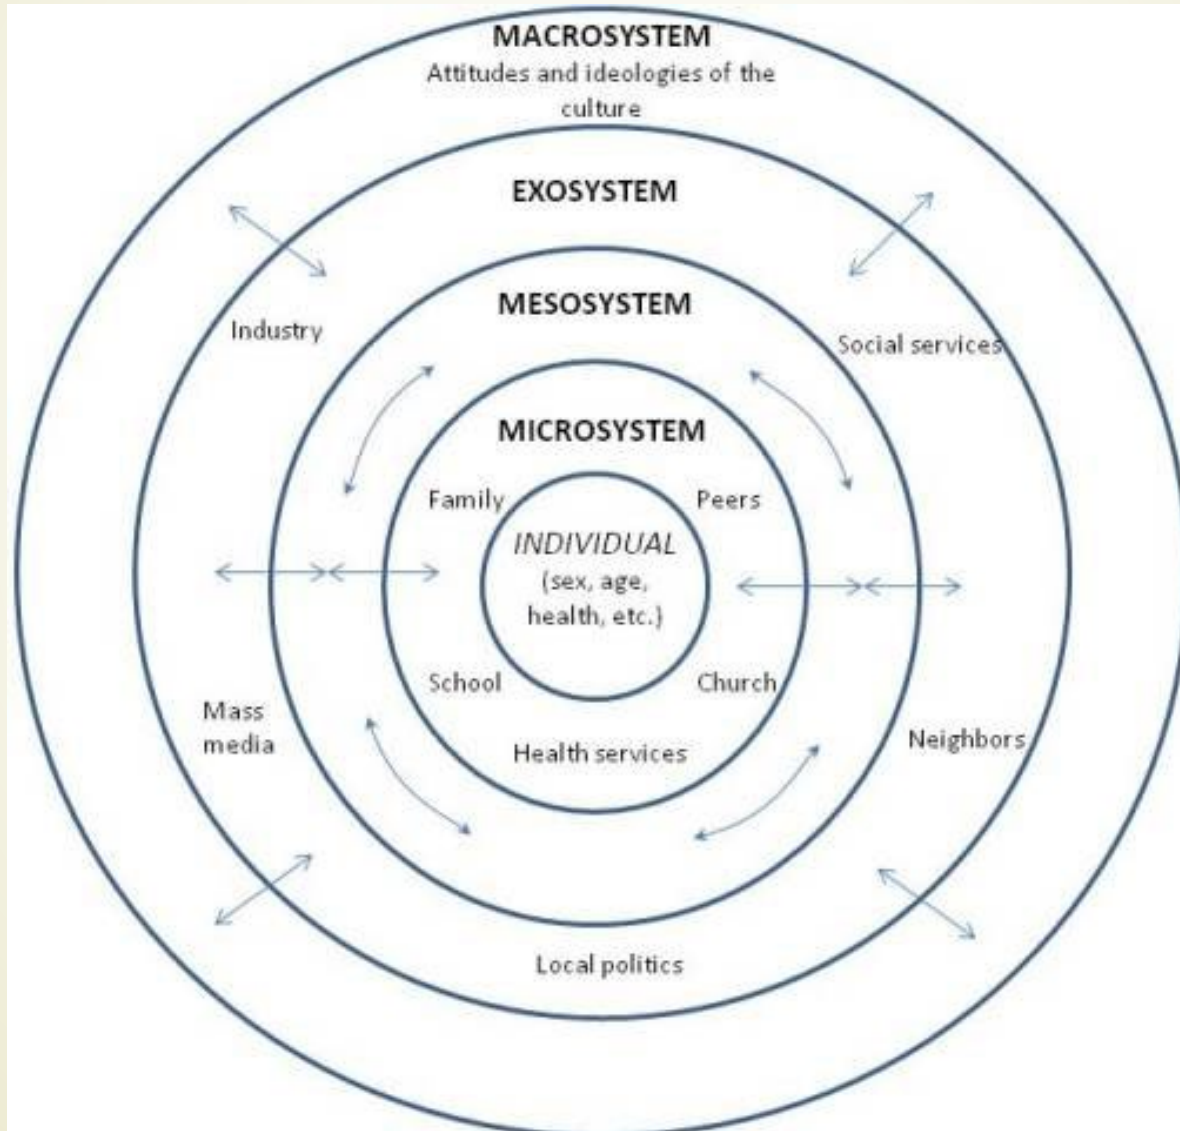 MACROSYSTEM
Attitudes and ideologies of the
culture
EXOSYSTEM
MESOSYSTEM
Industry
Social services
MICROSYSTEM
Family
Peers
INDIVIDUAL
(sex, age,
health, etc.)
School
Church
Mass
media
Neighbors
Health services
Local politics